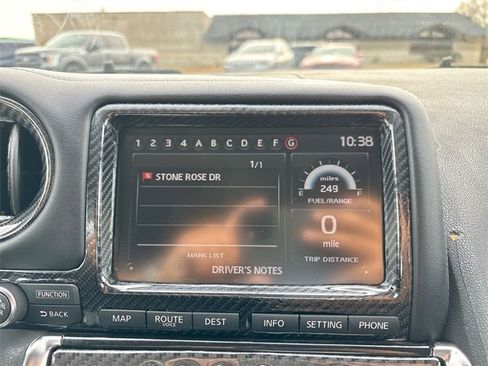 1 2 3 4 A B C D E F G 10:38
1/1
S STONE ROSE DR
miles
249
E F
FUEL/RANGE
0
mile
MARK LIST
TRIP DISTANCE
DRIVER'S NOTES
FUNCTION
BACK
MAP ROUTE VOICE DEST INFO SETTING PHONE